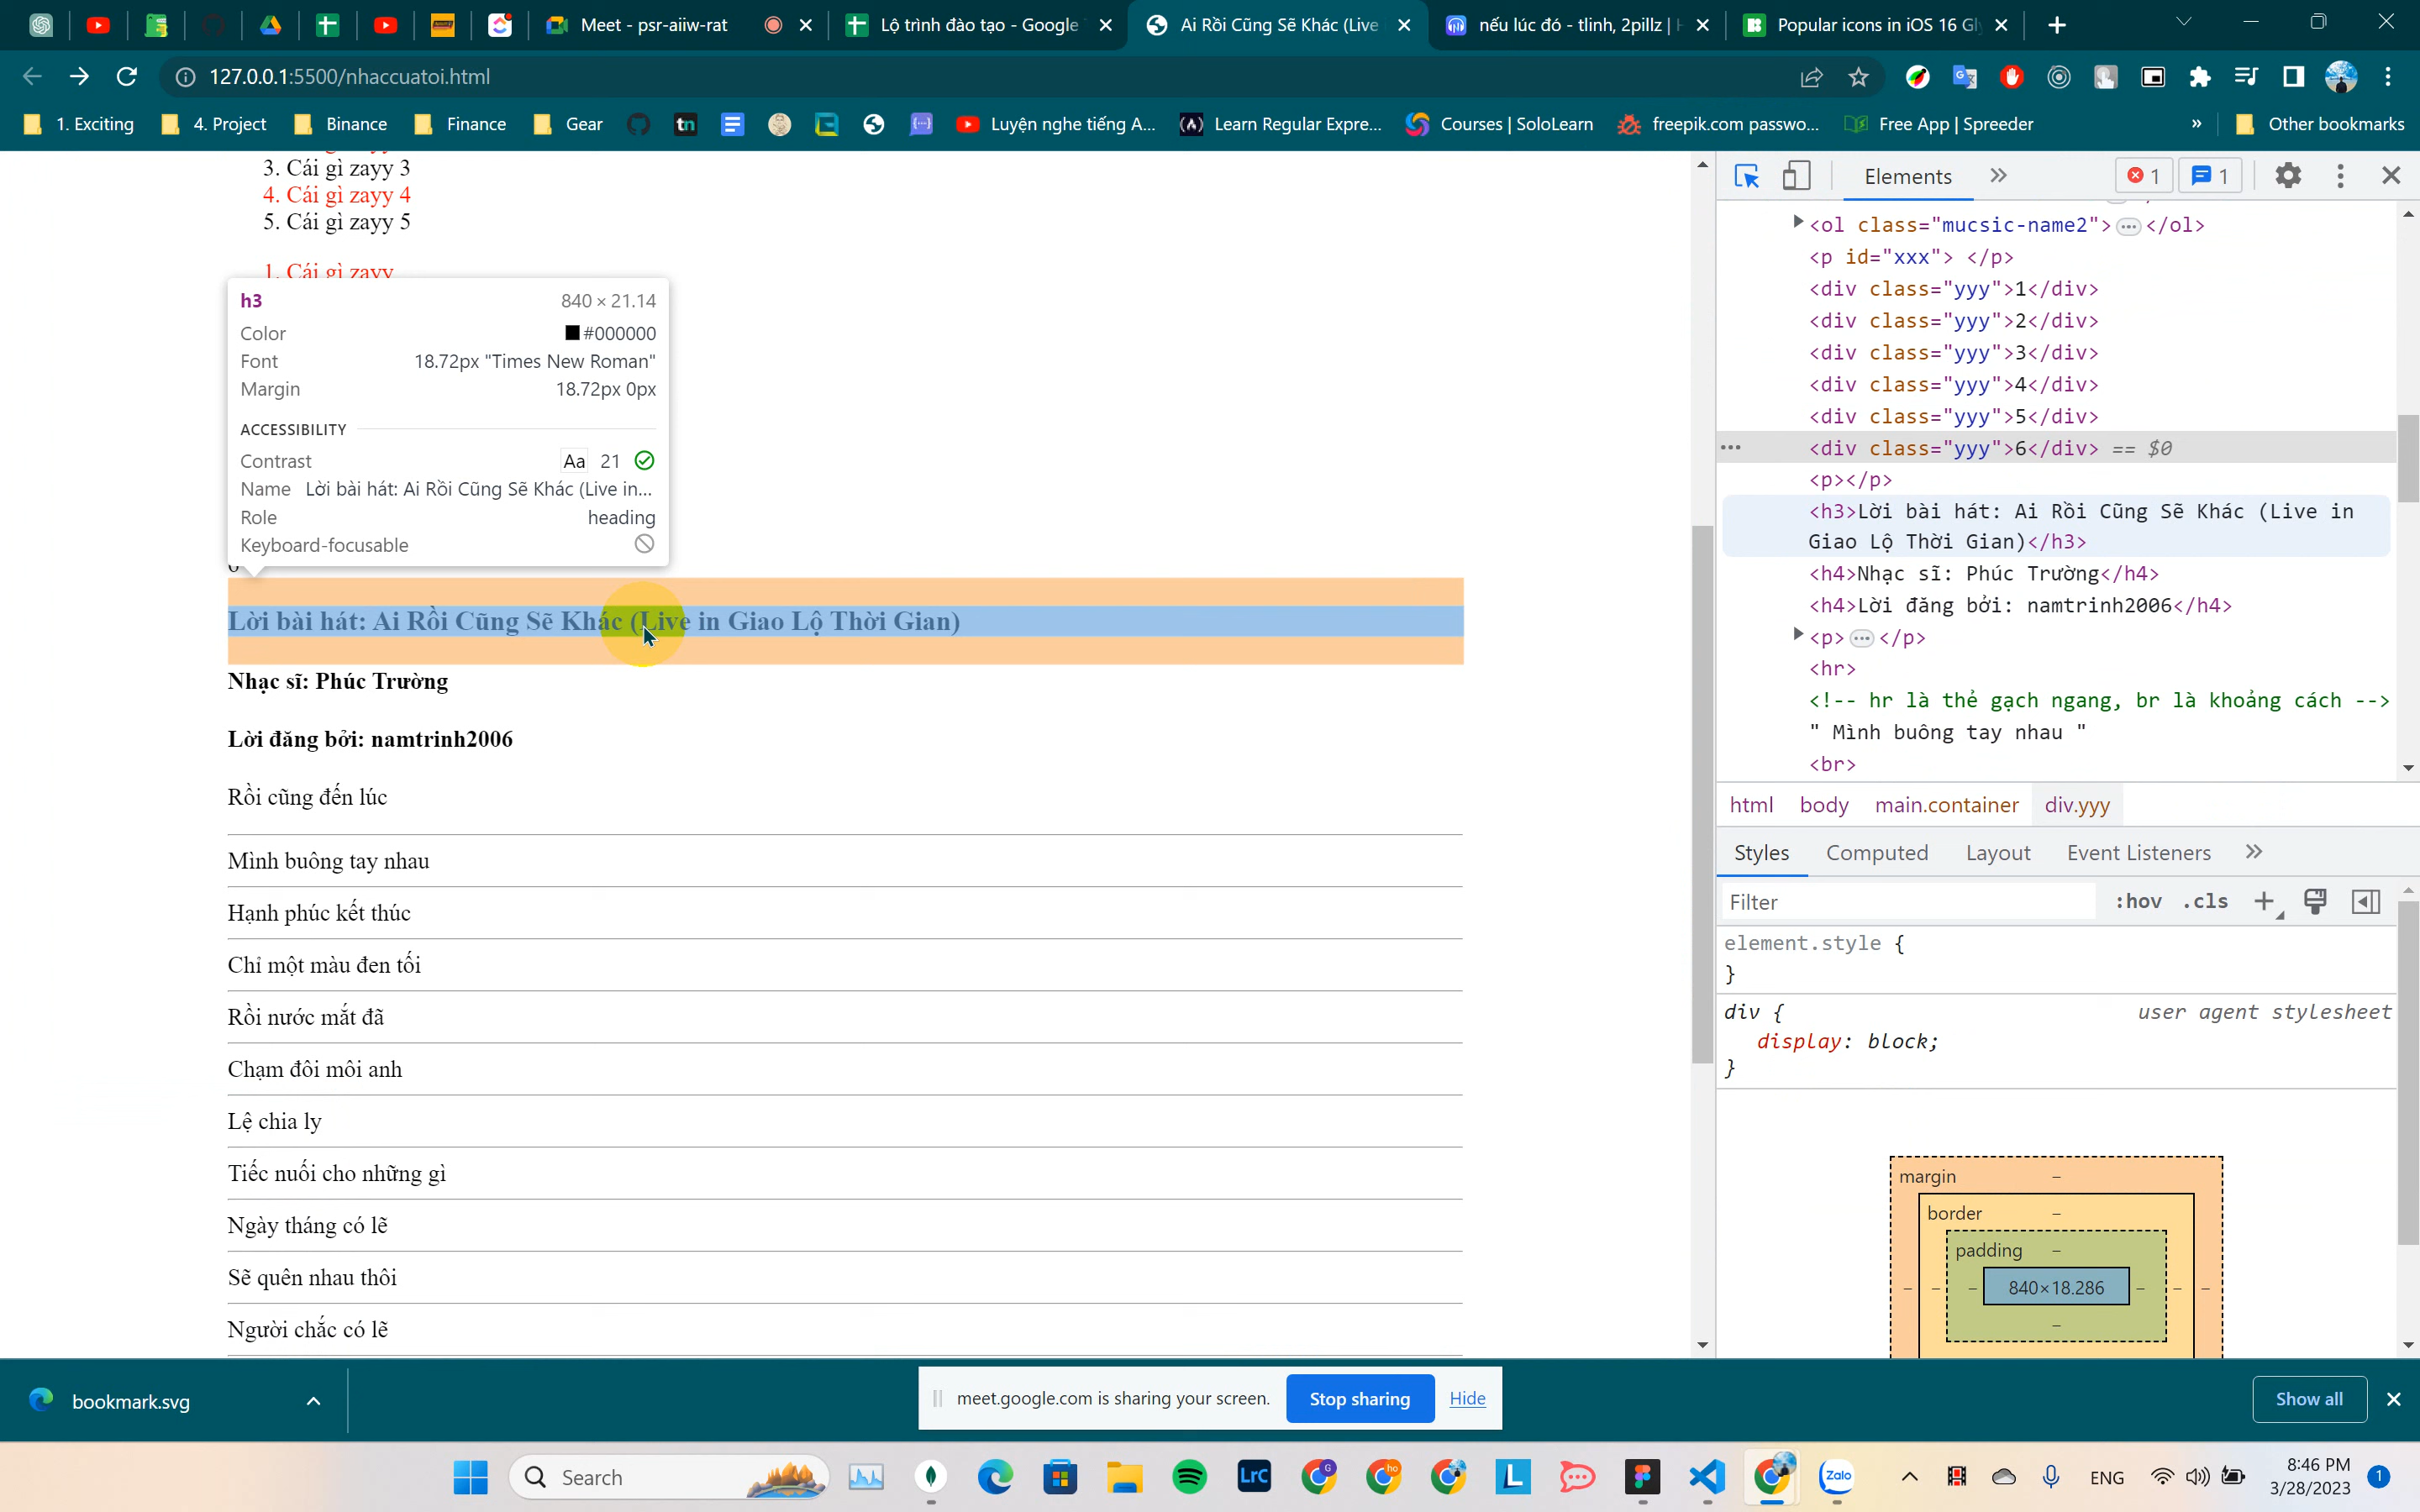 Meet - psr-aiiw-rat
Lộ trình đào tạo - Google
Ai Rồi Cũng Sẽ Khác (Live
nếu lúc đó - tlinh, 2pillz |
Popular icons in iOS 16 Gl
127.0.0.1:5500/nhaccuatoi.html
1. Exciting
4. Project
Binance
Finance
Gear
tn
Luyện nghe tiếng A...
Learn Regular Expre...
Courses | SoloLearn
freepik.com passwo...
Free App | Spreeder
»
Other bookmarks
3. Cái gì zayy 3
4. Cái gì zayy 4
5. Cái gì zayy 5
1. Cái gì zayy
h3 840 × 21.14
Color #000000
Font 18.72px "Times New Roman"
Margin 18.72px 0px
ACCESSIBILITY
Contrast Aa 21
Name Lời bài hát: Ai Rồi Cũng Sẽ Khác (Live in...
Role heading
Keyboard-focusable
Lời bài hát: Ai Rồi Cũng Sẽ Khác (Live in Giao Lộ Thời Gian)
Nhạc sĩ: Phúc Trường
Lời đăng bởi: namtrinh2006
Rồi cũng đến lúc
Mình buông tay nhau
Hạnh phúc kết thúc
Chỉ một màu đen tối
Rồi nước mắt đã
Chạm đôi môi anh
Lệ chia ly
Tiếc nuối cho những gì
Ngày tháng có lẽ
Sẽ quên nhau thôi
Người chắc có lẽ
Elements » 1 1
<ol class="mucsic-name2">…</ol>
<p id="xxx"> </p>
<div class="yyy">1</div>
<div class="yyy">2</div>
<div class="yyy">3</div>
<div class="yyy">4</div>
<div class="yyy">5</div>
<div class="yyy">6</div> == $0
<p></p>
<h3>Lời bài hát: Ai Rồi Cũng Sẽ Khác (Live in
Giao Lộ Thời Gian)</h3>
<h4>Nhạc sĩ: Phúc Trường</h4>
<h4>Lời đăng bởi: namtrinh2006</h4>
<p>…</p>
<hr>
<!-- hr là thẻ gạch ngang, br là khoảng cách -->
" Mình buông tay nhau "
<br>
html body main.container div.yyy
Styles Computed Layout Event Listeners »
Filter :hov .cls
element.style {
}
div { user agent stylesheet
display: block;
}
margin –
border –
padding –
– – – 840×18.286 – – –
–
bookmark.svg
meet.google.com is sharing your screen. Stop sharing Hide
Show all
Search
LrC
L
Zalo
ENG
8:46 PM
3/28/2023
1